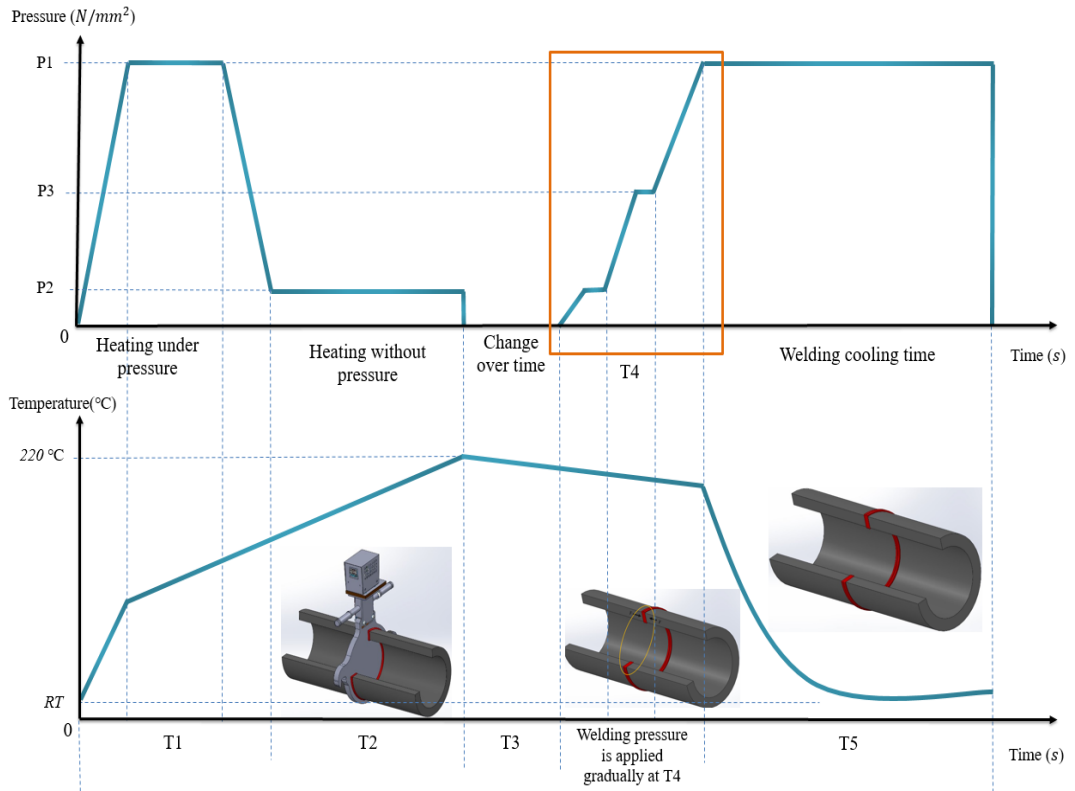 Pressure (N/mm²)
P1
P3
P2
0
Heating under
pressure
Heating without
pressure
Change
over time
T4
Welding cooling time
Time (s)
Temperature(°C)
220 °C
RT
0
T1
T2
T3
Welding pressure
is applied
gradually at T4
T5
Time (s)